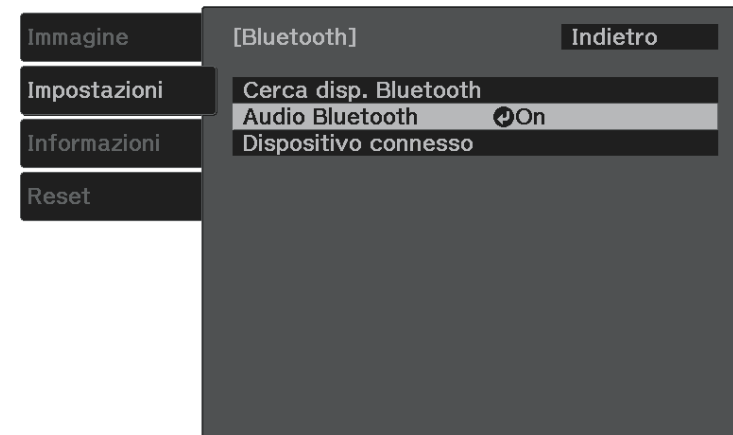 Immagine
Impostazioni
Informazioni
Reset
[Bluetooth] Indietro
Cerca disp. Bluetooth
Audio Bluetooth On
Dispositivo connesso